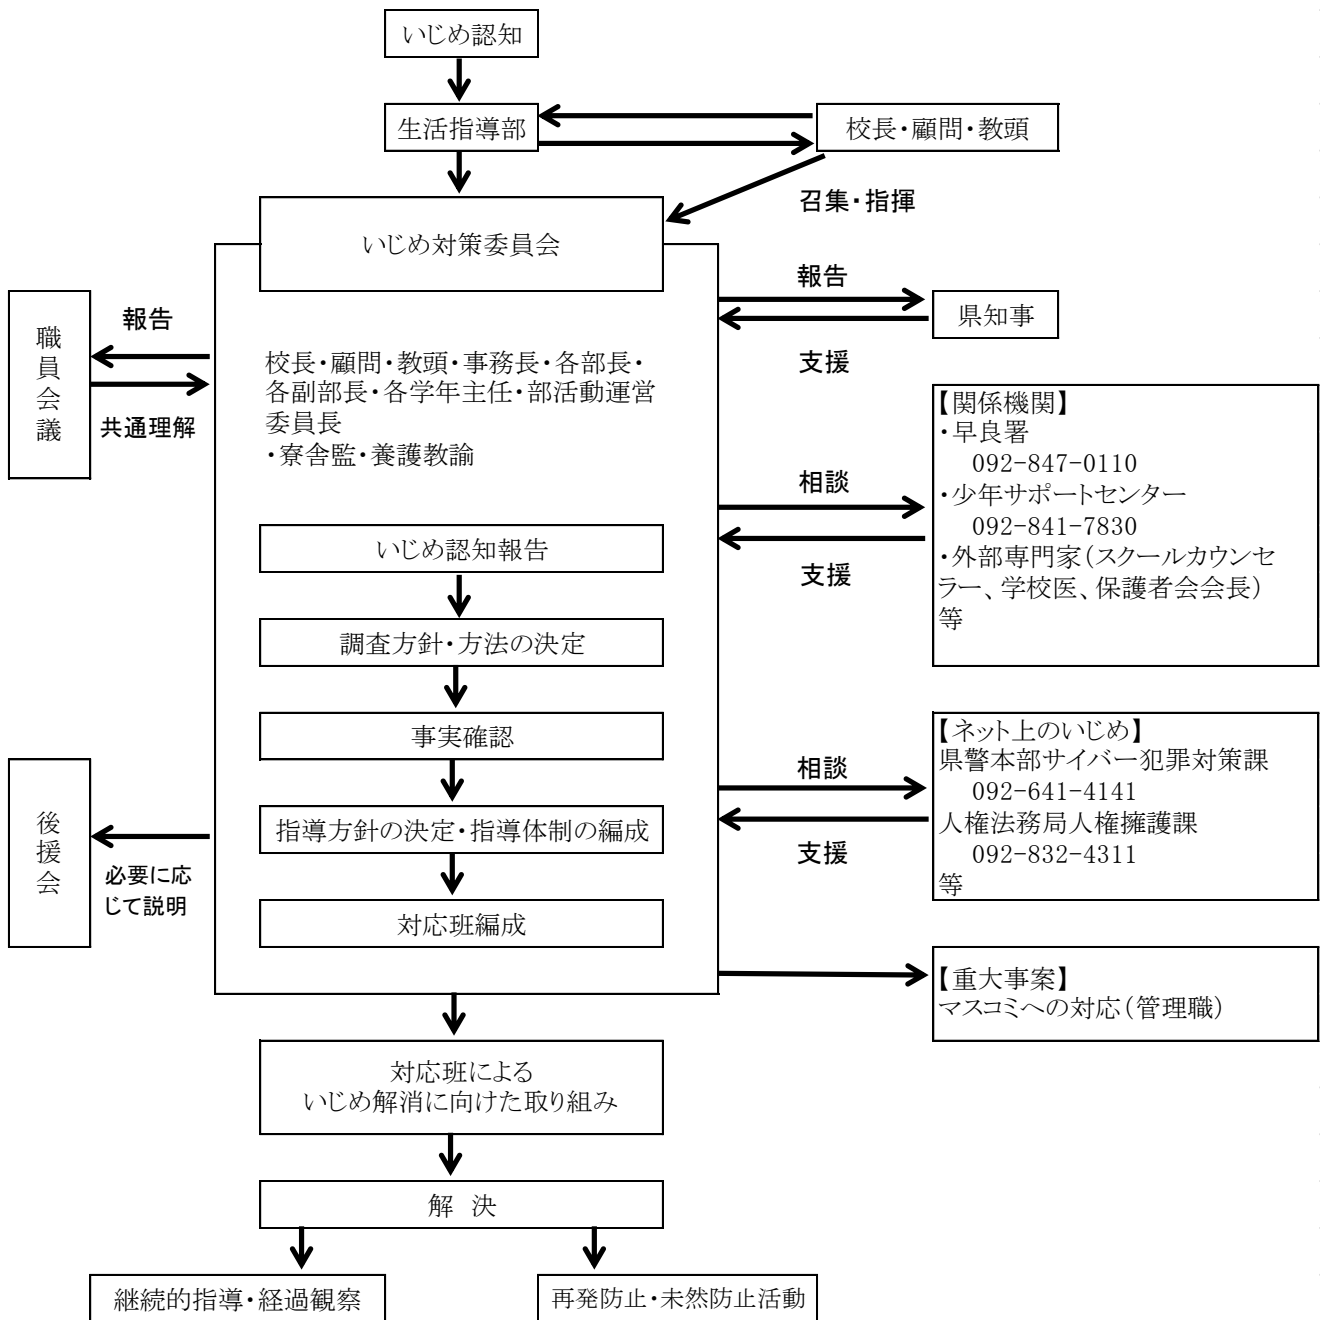 いじめ認知
生活指導部
校長・顧問・教頭
召集・指揮
いじめ対策委員会
職員会議
報告
共通理解
校長・顧問・教頭・事務長・各部長・
各副部長・各学年主任・部活動運営
委員長
・寮舎監・養護教諭
報告
支援
県知事
相談
支援
【関係機関】
・早良署
092-847-0110
・少年サポートセンター
092-841-7830
・外部専門家（スクールカウンセ
ラー、学校医、保護者会会長）
等
いじめ認知報告
調査方針・方法の決定
事実確認
指導方針の決定・指導体制の編成
対応班編成
後援会
必要に応
じて説明
相談
支援
【ネット上のいじめ】
県警本部サイバー犯罪対策課
092-641-4141
人権法務局人権擁護課
092-832-4311
等
【重大事案】
マスコミへの対応（管理職）
対応班による
いじめ解消に向けた取り組み
解 決
継続的指導・経過観察
再発防止・未然防止活動